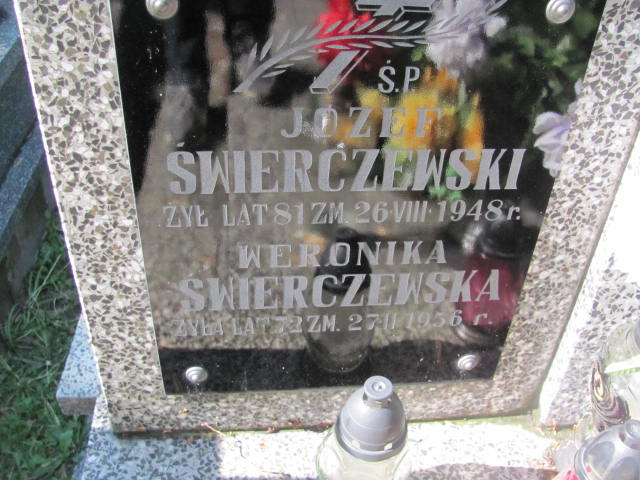 Ś.P
JÓZEF
ŚWIERCZEWSKI
ŻYŁ LAT 81 ZM. 26·VIII·1948 r.
WERONIKA
ŚWIERCZEWSKA
ŻYŁA LAT 72 ZM. 27·II 1956 r.